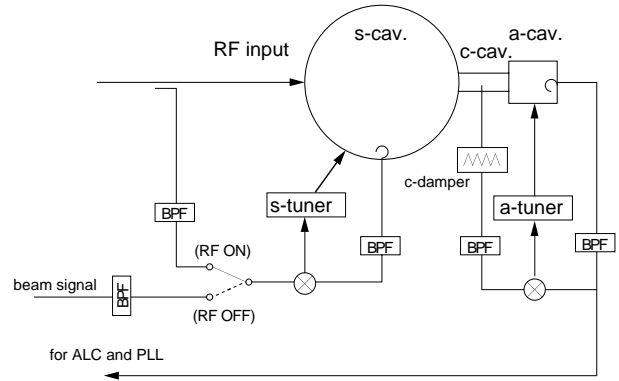 s-cav.
a-cav.
c-cav.
RF input
c-damper
s-tuner
a-tuner
BPF
BPF
BPF
BPF
(RF ON)
beam signal
BPF
(RF OFF)
for ALC and PLL